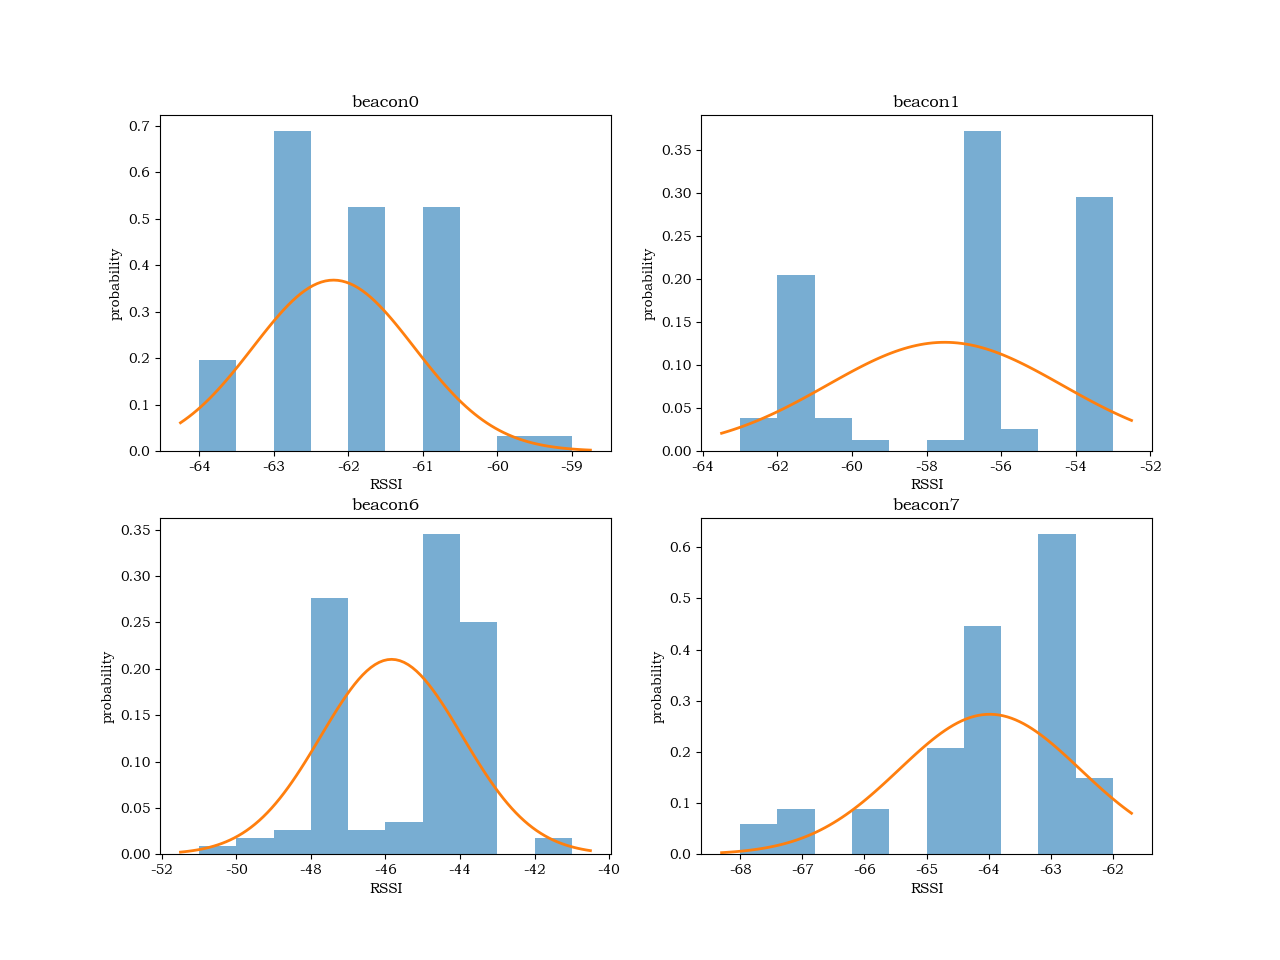 beacon0
probability
0.7
0.6
0.5
0.4
0.3
0.2
0.1
0.0
-64 -63 -62 -61 -60 -59
RSSI
beacon1
probability
0.35
0.30
0.25
0.20
0.15
0.10
0.05
0.00
-64 -62 -60 -58 -56 -54 -52
RSSI
beacon6
probability
0.35
0.30
0.25
0.20
0.15
0.10
0.05
0.00
-52 -50 -48 -46 -44 -42 -40
RSSI
beacon7
probability
0.6
0.5
0.4
0.3
0.2
0.1
0.0
-68 -67 -66 -65 -64 -63 -62
RSSI